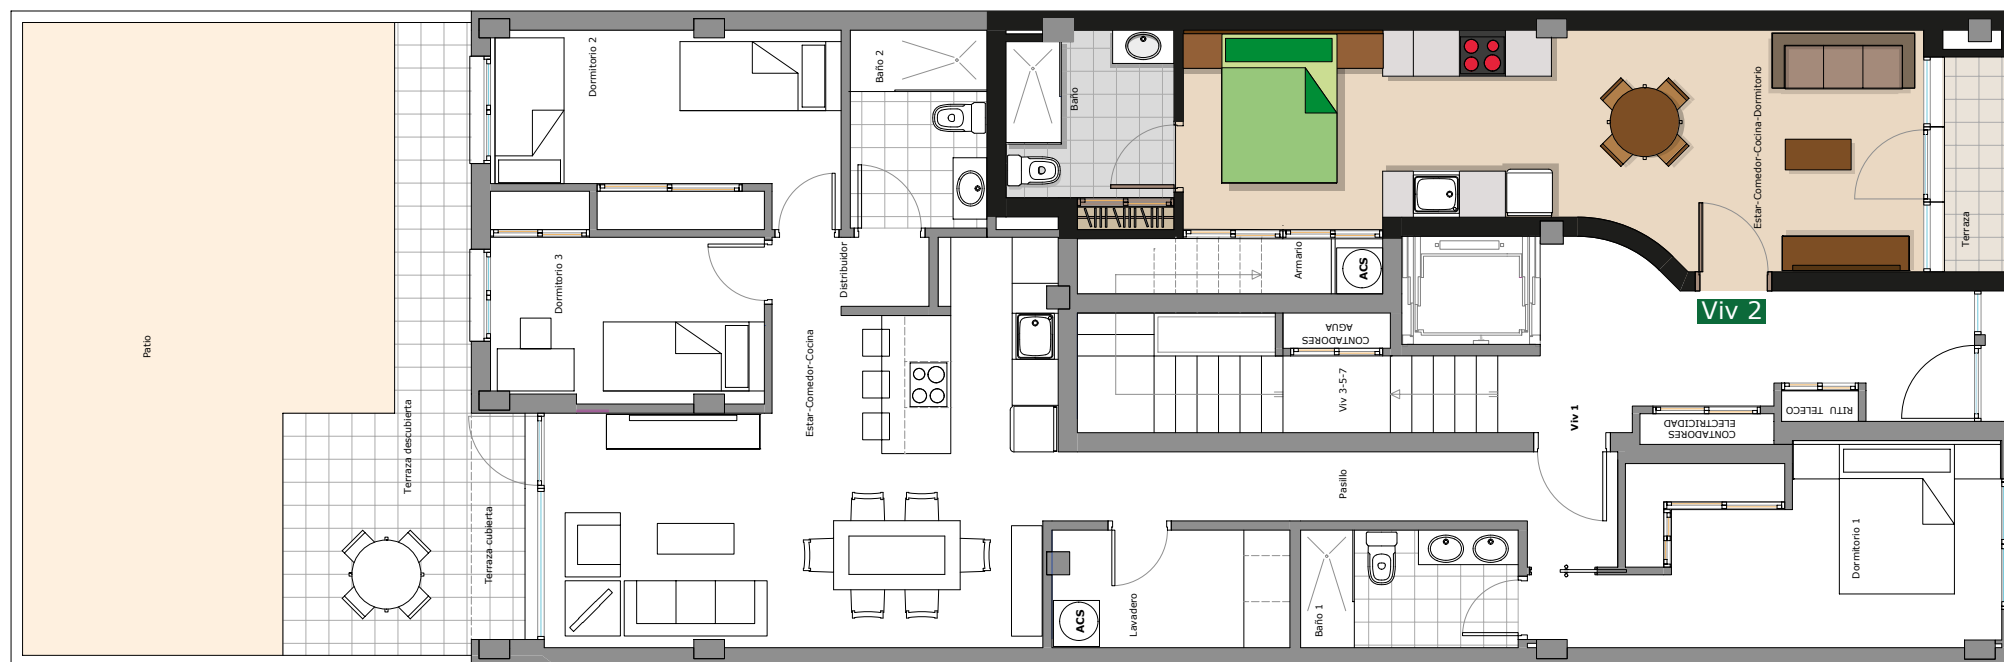 Dormitorio 2
Baño 2
Baño
Estar-Comedor-Cocina-Dormitorio
Terraza
Dormitorio 3
Distribuidor
Armario
ACS
Viv 2
Patio
CONTADORES
AGUA
Estar-Comedor-Cocina
Viv 3-5-7
Viv 1
RITU TELECO
CONTADORES
ELECTRICIDAD
Terraza descubierta
Terraza cubierta
Pasillo
Dormitorio 1
Lavadero
ACS
Baño 1